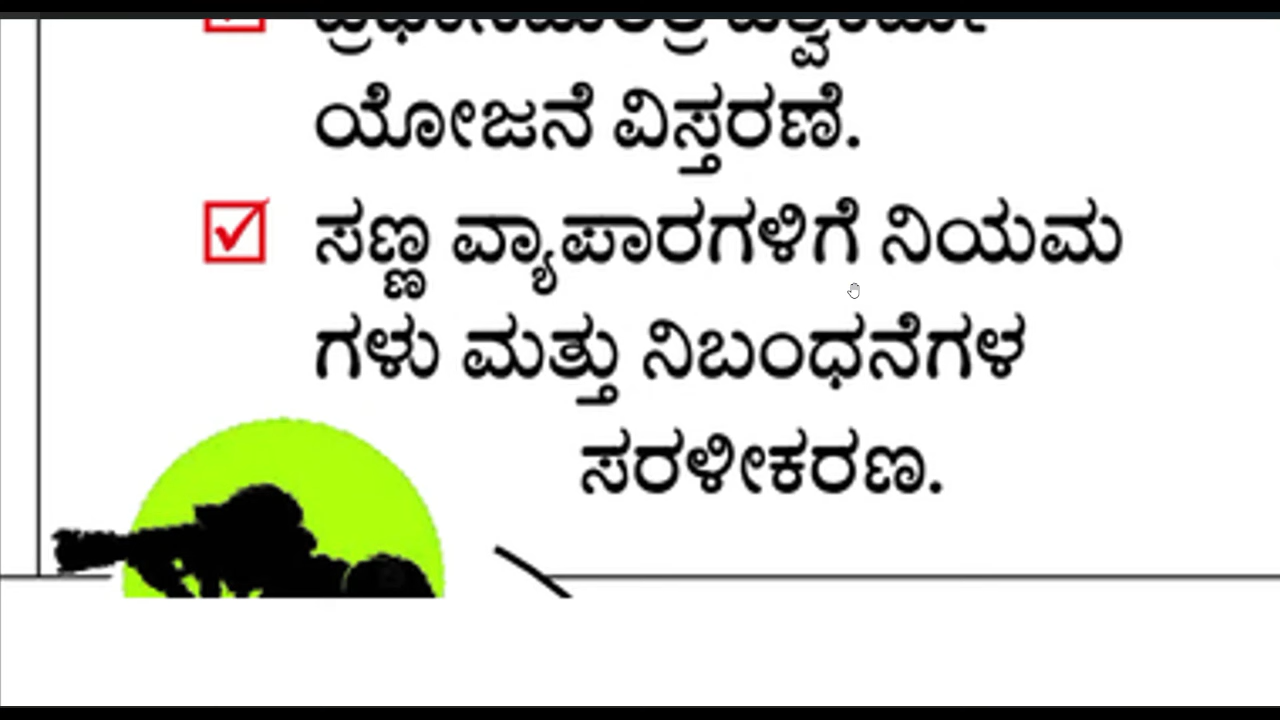 ಯೋಜನೆ ವಿಸ್ತರಣೆ.
ಸಣ್ಣ ವ್ಯಾಪಾರಗಳಿಗೆ ನಿಯಮ
ಗಳು ಮತ್ತು ನಿಬಂಧನೆಗಳ
ಸರಳೀಕರಣ.